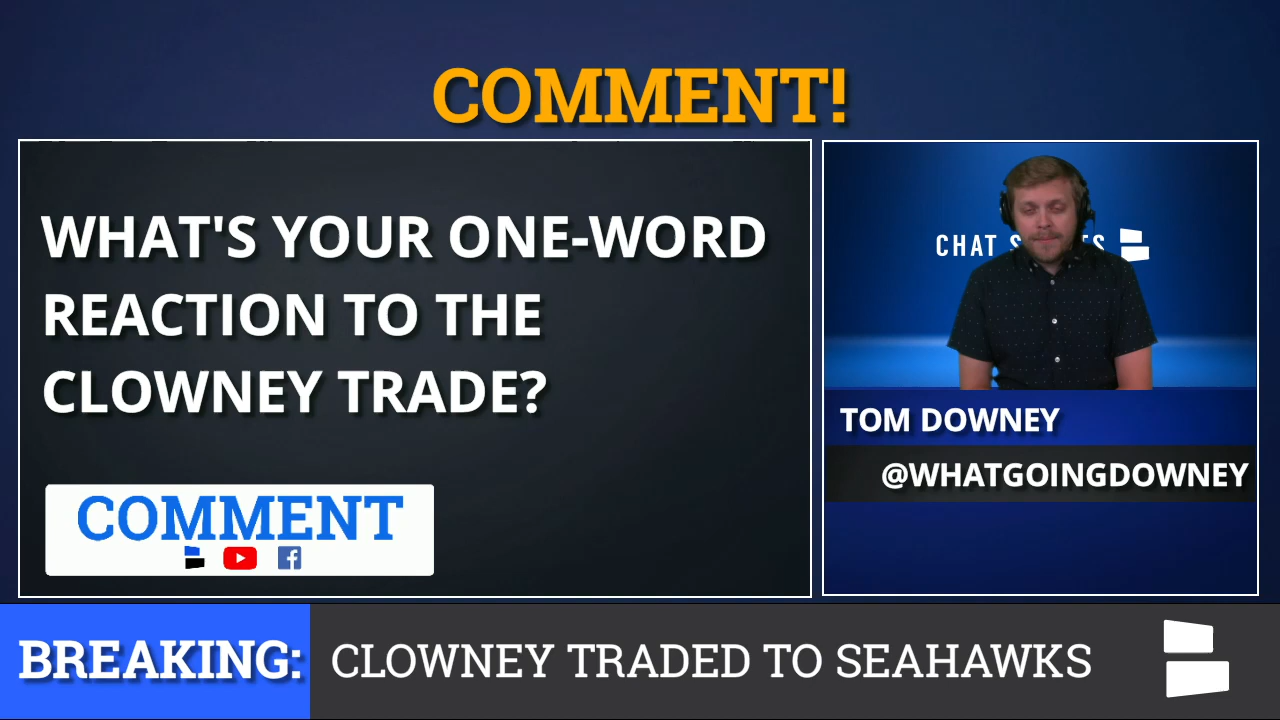 COMMENT!
WHAT'S YOUR ONE-WORD
REACTION TO THE
CLOWNEY TRADE?
COMMENT
CHAT S ES
TOM DOWNEY
@WHATGOINGDOWNEY
BREAKING: CLOWNEY TRADED TO SEAHAWKS